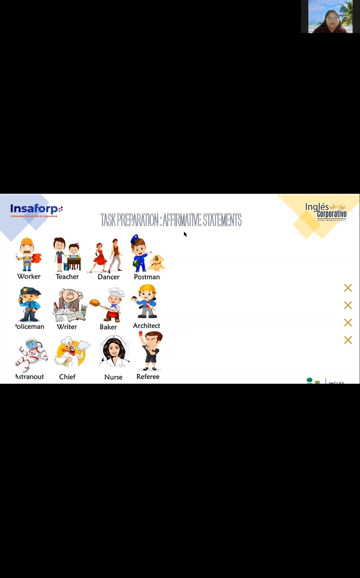 Insaforp
Inglés
Corporativo
TASK PREPARATION : AFFIRMATIVE STATEMENTS
Worker Teacher Dancer Postman
Policeman Writer Baker Architect
Astranout Chief Nurse Referee